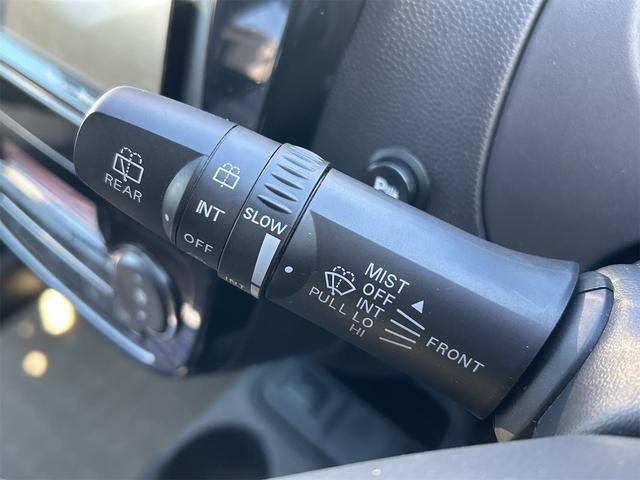 REAR
INT
OFF
SLOW
INT
MIST
OFF
INT
PULL LO
HI
FRONT